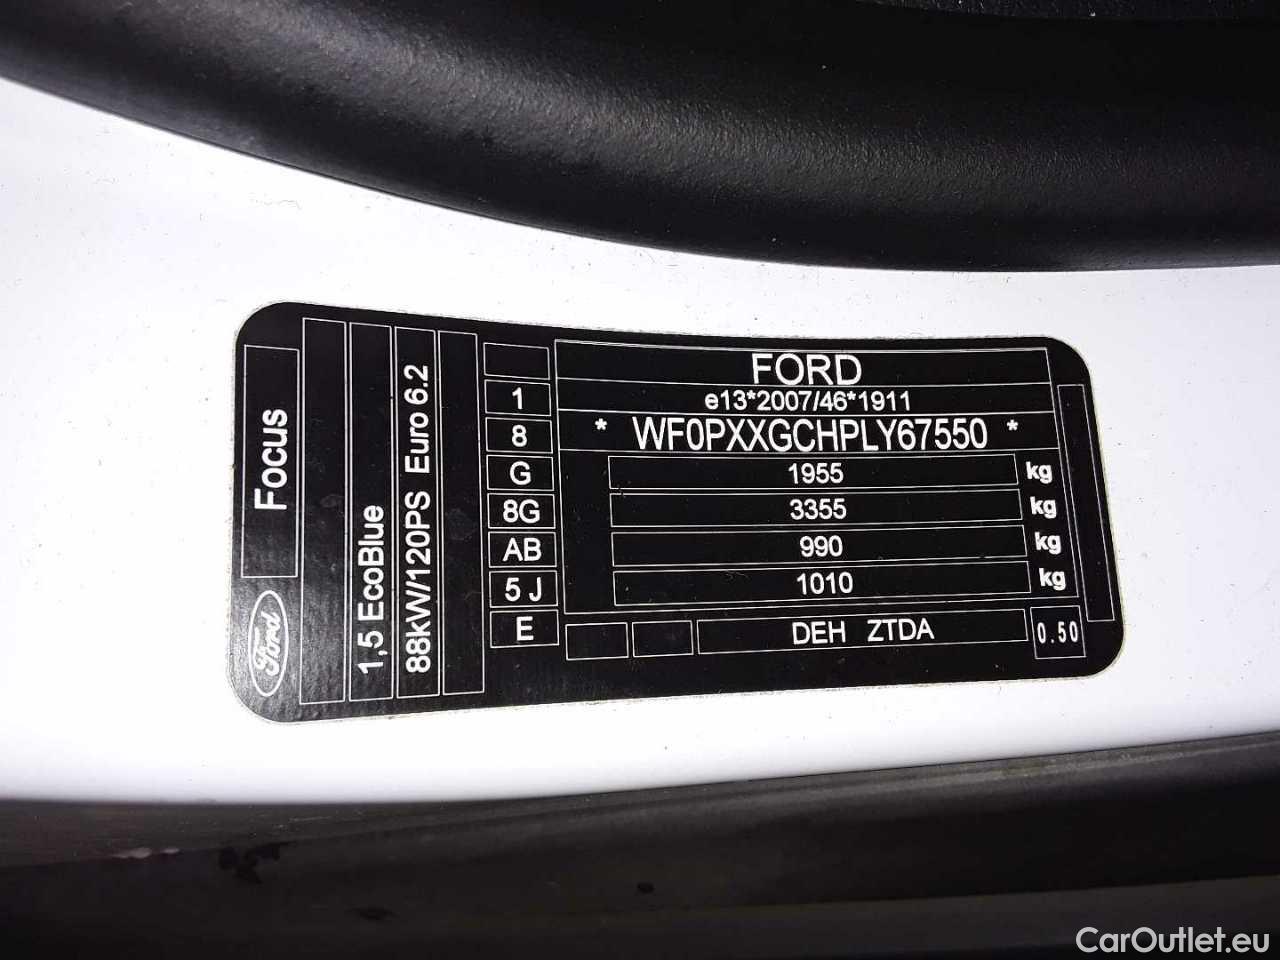 Focus
Ford
1,5 EcoBlue
88kW/120PS Euro 6.2
1
8
G
8G
AB
5 J
E
FORD
e13*2007/46*1911
* WF0PXXGCHPLY67550 *
1955 kg
3355 kg
990 kg
1010 kg
DEH ZTDA
0.50
CarOutlet.eu